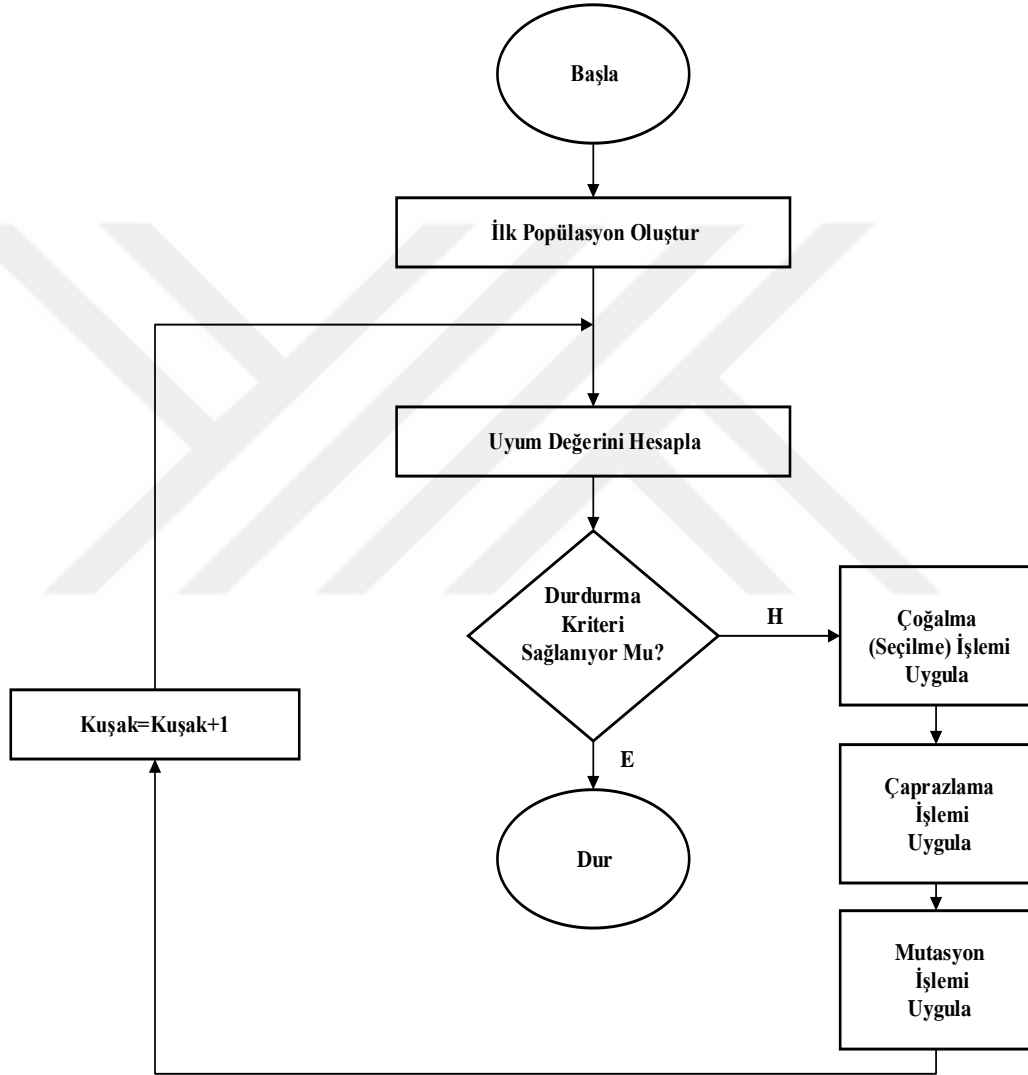 Başla
İlk Popülasyon Oluştur
Uyum Değerini Hesapla
Durdurma
Kriteri
Sağlanıyor Mu?
H
Çoğalma
(Seçilme) İşlemi
Uygula
Kuşak=Kuşak+1
E
Çaprazlama
İşlemi
Uygula
Dur
Mutasyon
İşlemi
Uygula